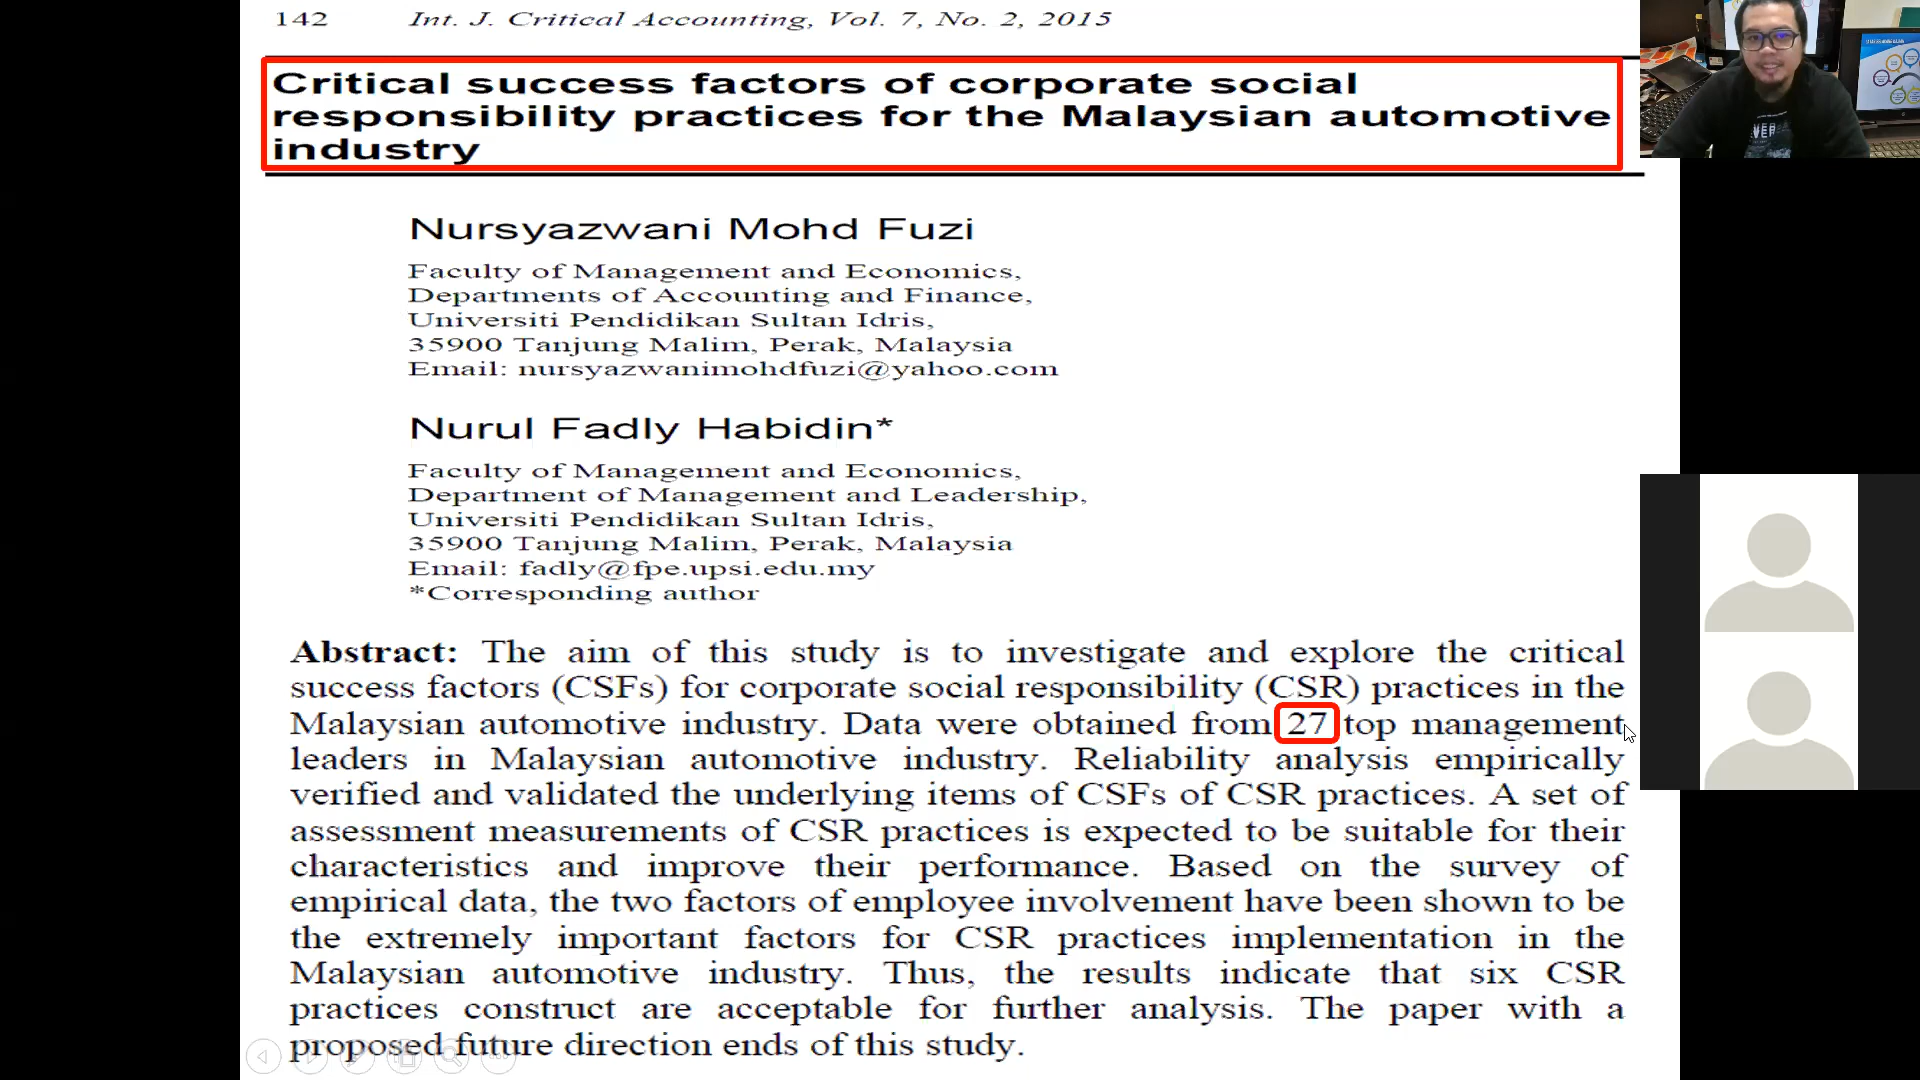 142 Int. J. Critical Accounting, Vol. 7, No. 2, 2015
Critical success factors of corporate social
responsibility practices for the Malaysian automotive
industry
Nursyazwani Mohd Fuzi
Faculty of Management and Economics,
Departments of Accounting and Finance,
Universiti Pendidikan Sultan Idris,
35900 Tanjung Malim, Perak, Malaysia
Email: nursyazwanimohdfuzi@yahoo.com
Nurul Fadly Habidin*
Faculty of Management and Economics,
Department of Management and Leadership,
Universiti Pendidikan Sultan Idris,
35900 Tanjung Malim, Perak, Malaysia
Email: fadly@fpe.upsi.edu.my
*Corresponding author
Abstract: The aim of this study is to investigate and explore the critical
success factors (CSFs) for corporate social responsibility (CSR) practices in the
Malaysian automotive industry. Data were obtained from 27 top management
leaders in Malaysian automotive industry. Reliability analysis empirically
verified and validated the underlying items of CSFs of CSR practices. A set of
assessment measurements of CSR practices is expected to be suitable for their
characteristics and improve their performance. Based on the survey of
empirical data, the two factors of employee involvement have been shown to be
the extremely important factors for CSR practices implementation in the
Malaysian automotive industry. Thus, the results indicate that six CSR
practices construct are acceptable for further analysis. The paper with a
proposed future direction ends of this study.